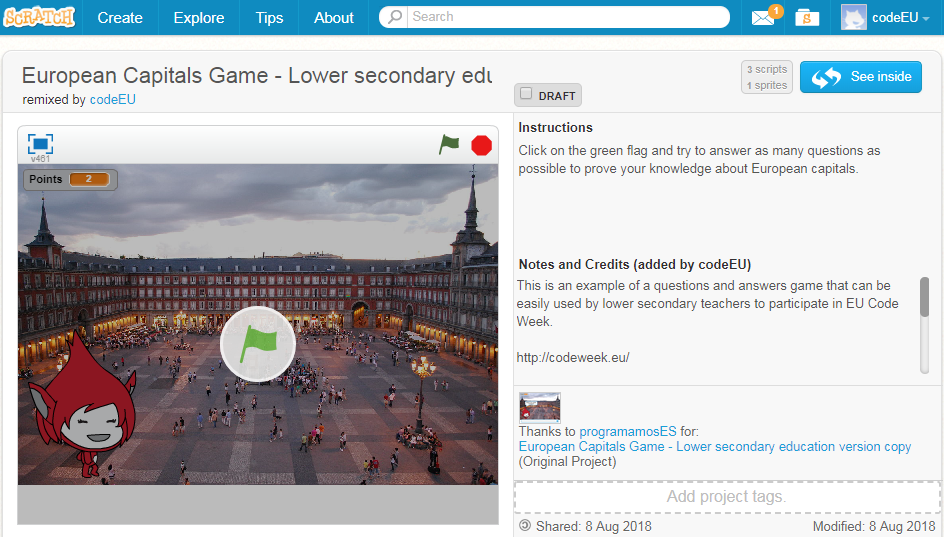 SCRATCH Create Explore Tips About Search 1 S codeEU
European Capitals Game - Lower secondary edu
remixed by codeEU
DRAFT
3 scripts
1 sprites
See inside
v461
Points 2
Instructions
Click on the green flag and try to answer as many questions as
possible to prove your knowledge about European capitals.
Notes and Credits (added by codeEU)
This is an example of a questions and answers game that can be
easily used by lower secondary teachers to participate in EU Code
Week.
http://codeweek.eu/
Thanks to programamosES for:
European Capitals Game - Lower secondary education version copy
(Original Project)
Add project tags.
Shared: 8 Aug 2018 Modified: 8 Aug 2018